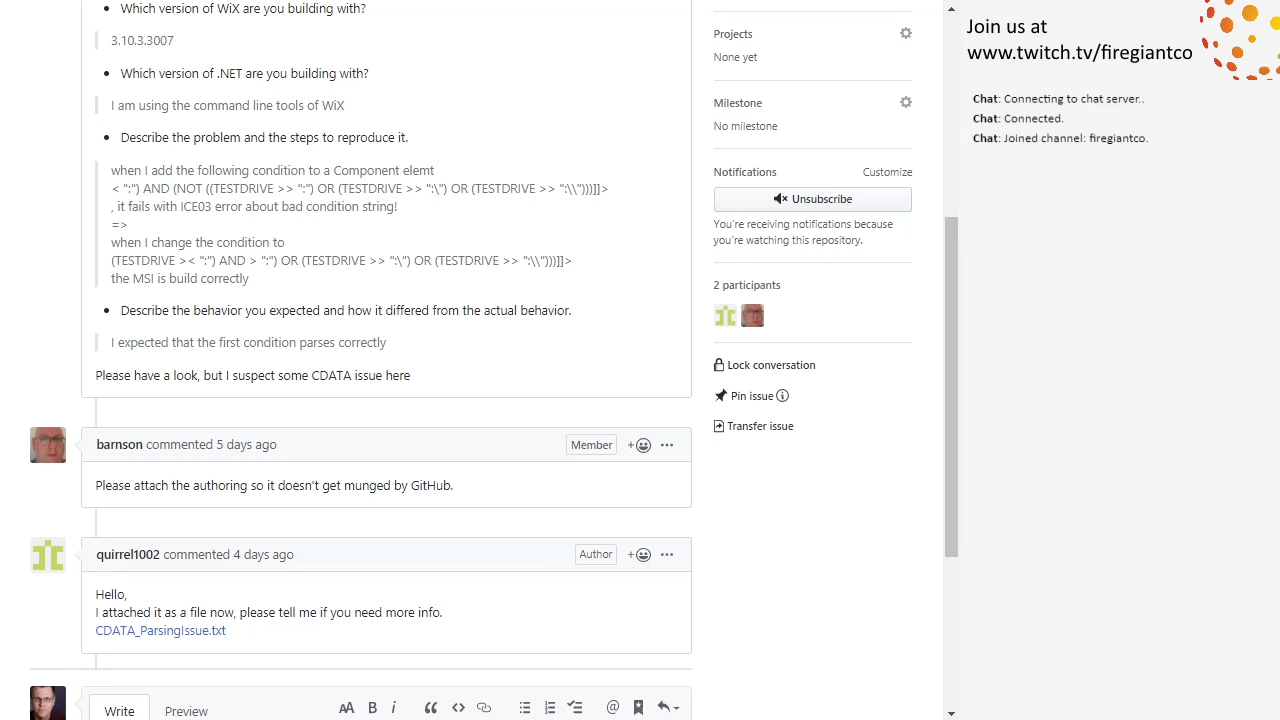 Which version of WiX are you building with?
3.10.3.3007
Which version of .NET are you building with?
I am using the command line tools of WiX
Describe the problem and the steps to reproduce it.
when I add the following condition to a Component elemt
< ":") AND (NOT ((TESTDRIVE >> ":") OR (TESTDRIVE >> ":\") OR (TESTDRIVE >> ":\\")))]]>
, it fails with ICE03 error about bad condition string!
=>
when I change the condition to
(TESTDRIVE >< ":") AND > ":") OR (TESTDRIVE >> ":\") OR (TESTDRIVE >> ":\\")))]]>
the MSI is build correctly
Describe the behavior you expected and how it differed from the actual behavior.
I expected that the first condition parses correctly
Please have a look, but I suspect some CDATA issue here
barnson commented 5 days ago
Member
Please attach the authoring so it doesn't get munged by GitHub.
quirrel1002 commented 4 days ago
Author
Hello,
I attached it as a file now, please tell me if you need more info.
CDATA_ParsingIssue.txt
Write
Preview
AA B i
Projects
None yet
Milestone
No milestone
Notifications
Customize
Unsubscribe
You're receiving notifications because
you're watching this repository.
2 participants
Lock conversation
Pin issue
Transfer issue
Join us at
www.twitch.tv/firegiantco
Chat: Connecting to chat server..
Chat: Connected.
Chat: Joined channel: firegiantco.